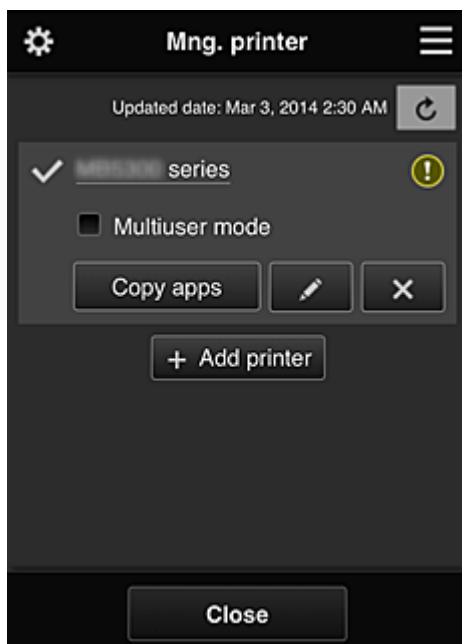 Mng. printer
Updated date: Mar 3, 2014 2:30 AM
series
Multiuser mode
Copy apps
+ Add printer
Close